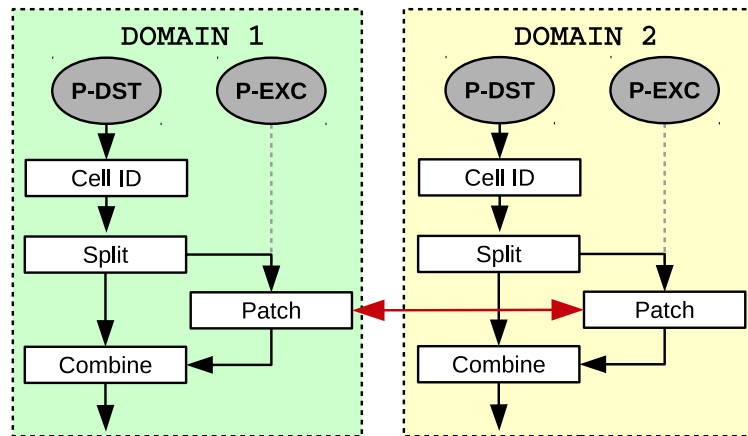 DOMAIN 1
P-DST
P-EXC
Cell ID
Split
Patch
Combine
DOMAIN 2
P-DST
P-EXC
Cell ID
Split
Patch
Combine